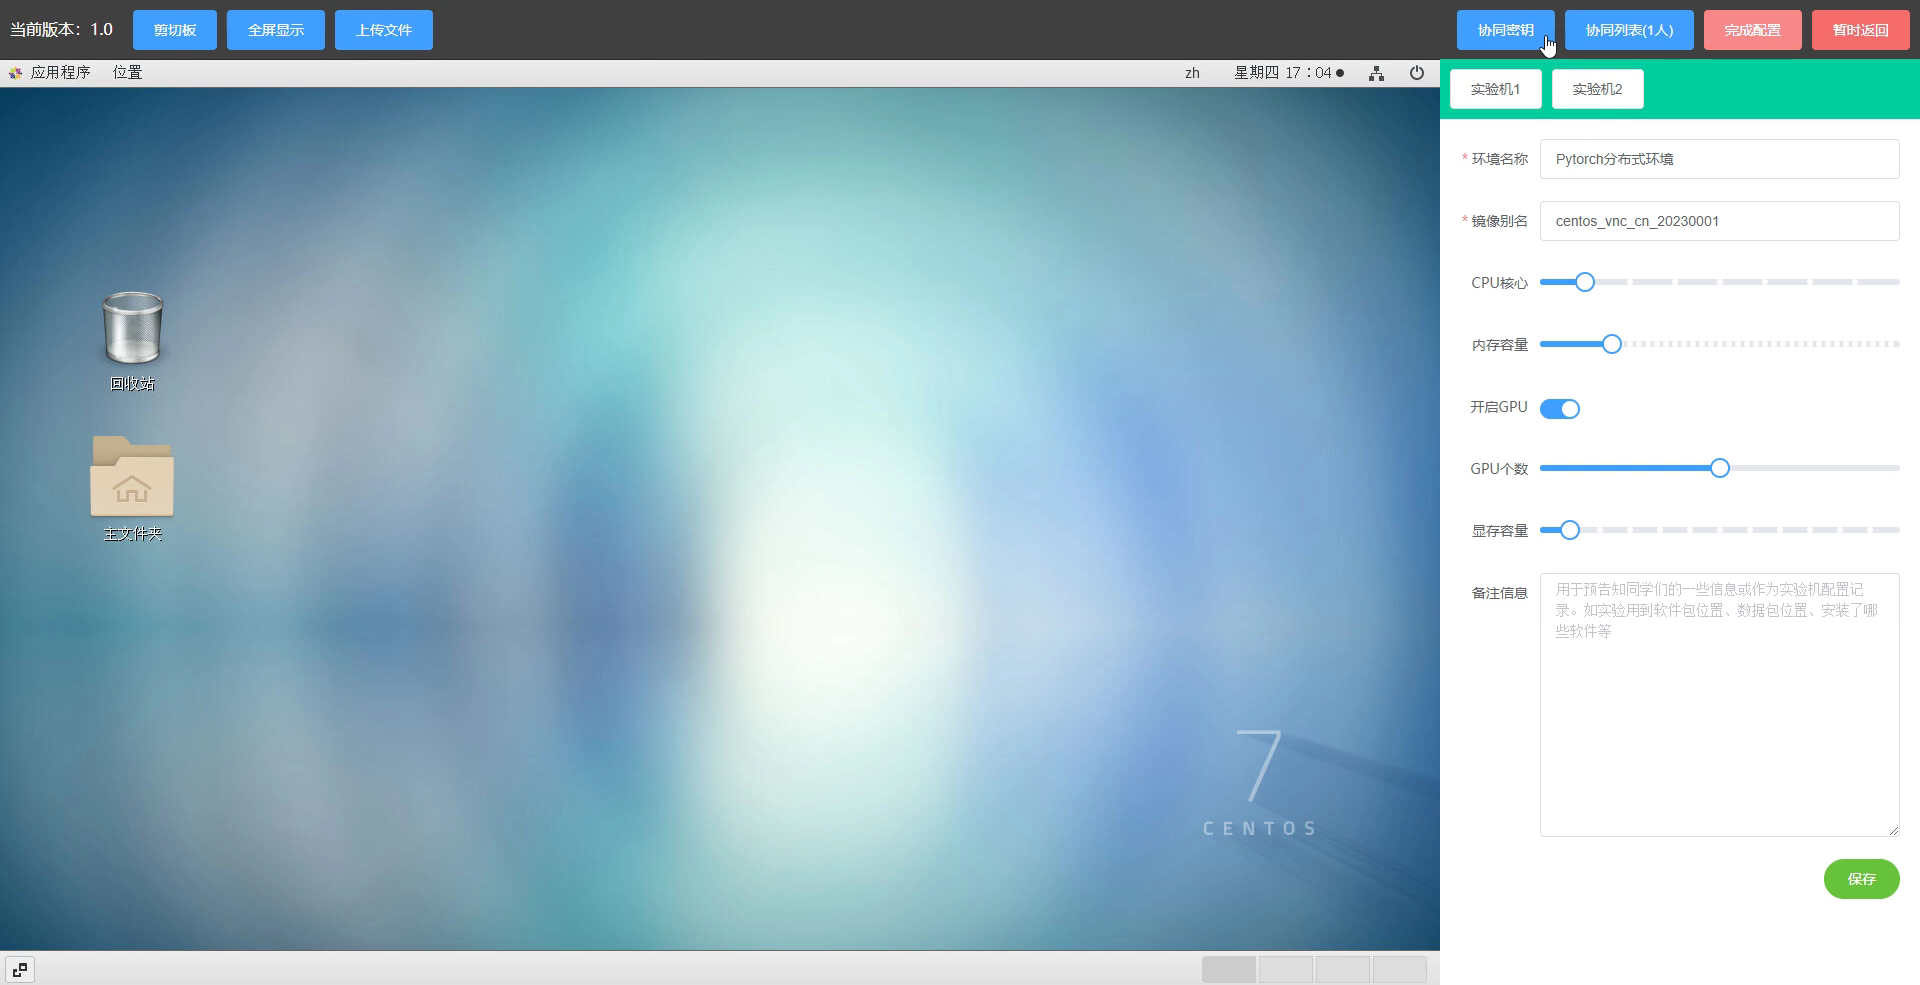 当前版本：1.0
剪切板
全屏显示
上传文件
协同密钥
协同列表(1人)
完成配置
暂时返回
应用程序
位置
zh
星期四 17：04
实验机1
实验机2
* 环境名称
Pytorch分布式环境
* 镜像别名
centos_vnc_cn_20230001
CPU核心
内存容量
开启GPU
GPU个数
显存容量
备注信息
用于预告知同学们的一些信息或作为实验机配置记
录。如实验用到软件包位置、数据包位置、安装了哪
些软件等
保存
回收站
主文件夹
7
CENTOS